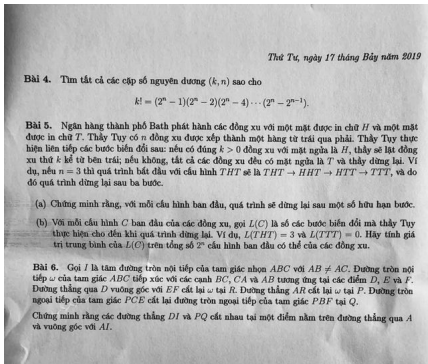 Thứ Tư, ngày 17 tháng Bảy năm 2019
Bài 4. Tìm tất cả các cặp số nguyên dương (k, n) sao cho
k! = (2ⁿ − 1)(2ⁿ − 2)(2ⁿ − 4) ··· (2ⁿ − 2ⁿ⁻¹).
Bài 5. Ngân hàng thành phố Bath phát hành các đồng xu với một mặt được in chữ H và một mặt
được in chữ T. Thầy Tuỵ có n đồng xu được xếp thành một hàng từ trái qua phải. Thầy Tuỵ thực
hiện liên tiếp các bước biến đổi sau: nếu có đúng k > 0 đồng xu với mặt ngửa là H, thầy sẽ lật đồng
xu thứ k kể từ bên trái; nếu không, tất cả các đồng xu đều có mặt ngửa là T và thầy dừng lại. Ví
dụ, nếu n = 3 thì quá trình bắt đầu với cấu hình THT sẽ là THT → HHT → HTT → TTT, và do
đó quá trình dừng lại sau ba bước.
(a) Chứng minh rằng, với mỗi cấu hình ban đầu, quá trình sẽ dừng lại sau một số hữu hạn bước.
(b) Với mỗi cấu hình C ban đầu của các đồng xu, gọi L(C) là số các bước biến đổi mà thầy Tuỵ
thực hiện cho đến khi quá trình dừng lại. Ví dụ, L(THT) = 3 và L(TTT) = 0. Hãy tính giá
trị trung bình của L(C) trên tổng số 2ⁿ cấu hình ban đầu có thể của các đồng xu.
Bài 6. Gọi I là tâm đường tròn nội tiếp của tam giác nhọn ABC với AB ≠ AC. Đường tròn nội
tiếp ω của tam giác ABC tiếp xúc với các cạnh BC, CA và AB tương ứng tại các điểm D, E và F.
Đường thẳng qua D vuông góc với EF cắt lại ω tại R. Đường thẳng AR cắt lại ω tại P. Đường tròn
ngoại tiếp của tam giác PCE cắt lại đường tròn ngoại tiếp của tam giác PBF tại Q.
Chứng minh rằng các đường thẳng DI và PQ cắt nhau tại một điểm nằm trên đường thẳng qua A
và vuông góc với AI.